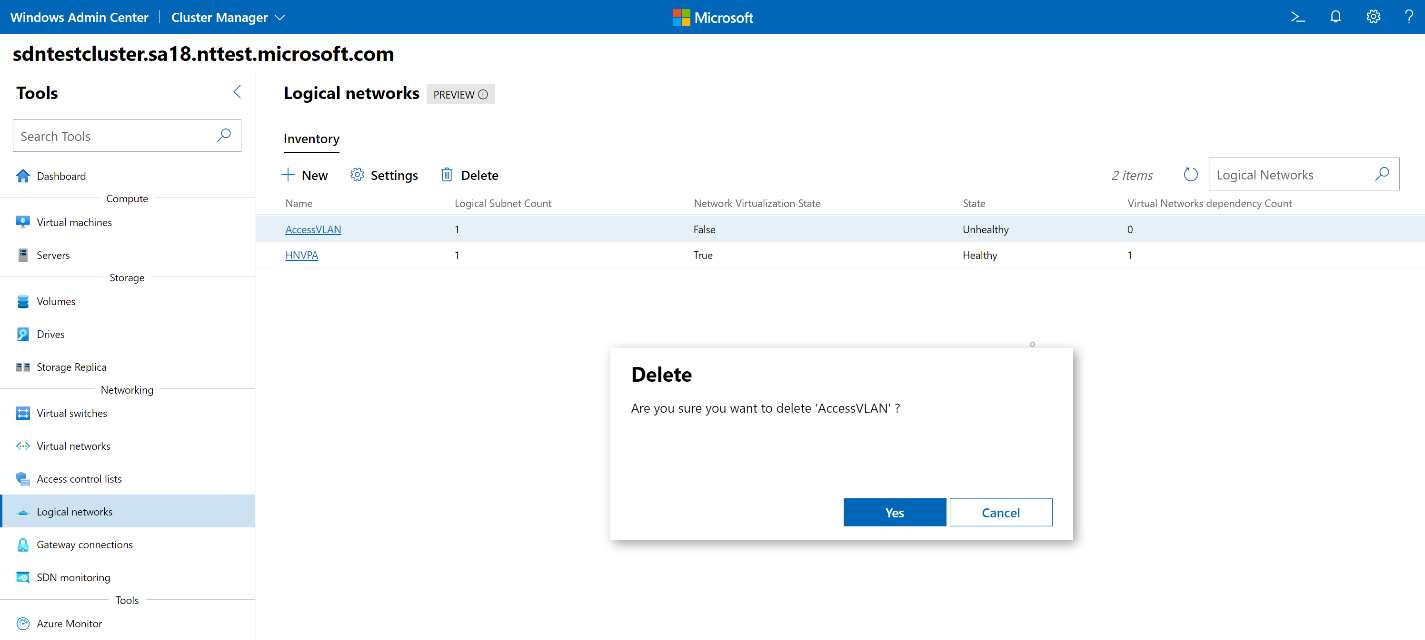 Windows Admin Center Cluster Manager Microsoft
sdntestcluster.sa18.nttest.microsoft.com
Tools
Search Tools
Dashboard
Compute
Virtual machines
Servers
Storage
Volumes
Drives
Storage Replica
Networking
Virtual switches
Virtual networks
Access control lists
Logical networks
Gateway connections
SDN monitoring
Tools
Azure Monitor
Logical networks PREVIEW
Inventory
New Settings Delete 2 items Logical Networks
Name Logical Subnet Count Network Virtualization State State Virtual Networks dependency Count
AccessVLAN 1 False Unhealthy 0
HNVPA 1 True Healthy 1
Delete
Are you sure you want to delete 'AccessVLAN' ?
Yes Cancel